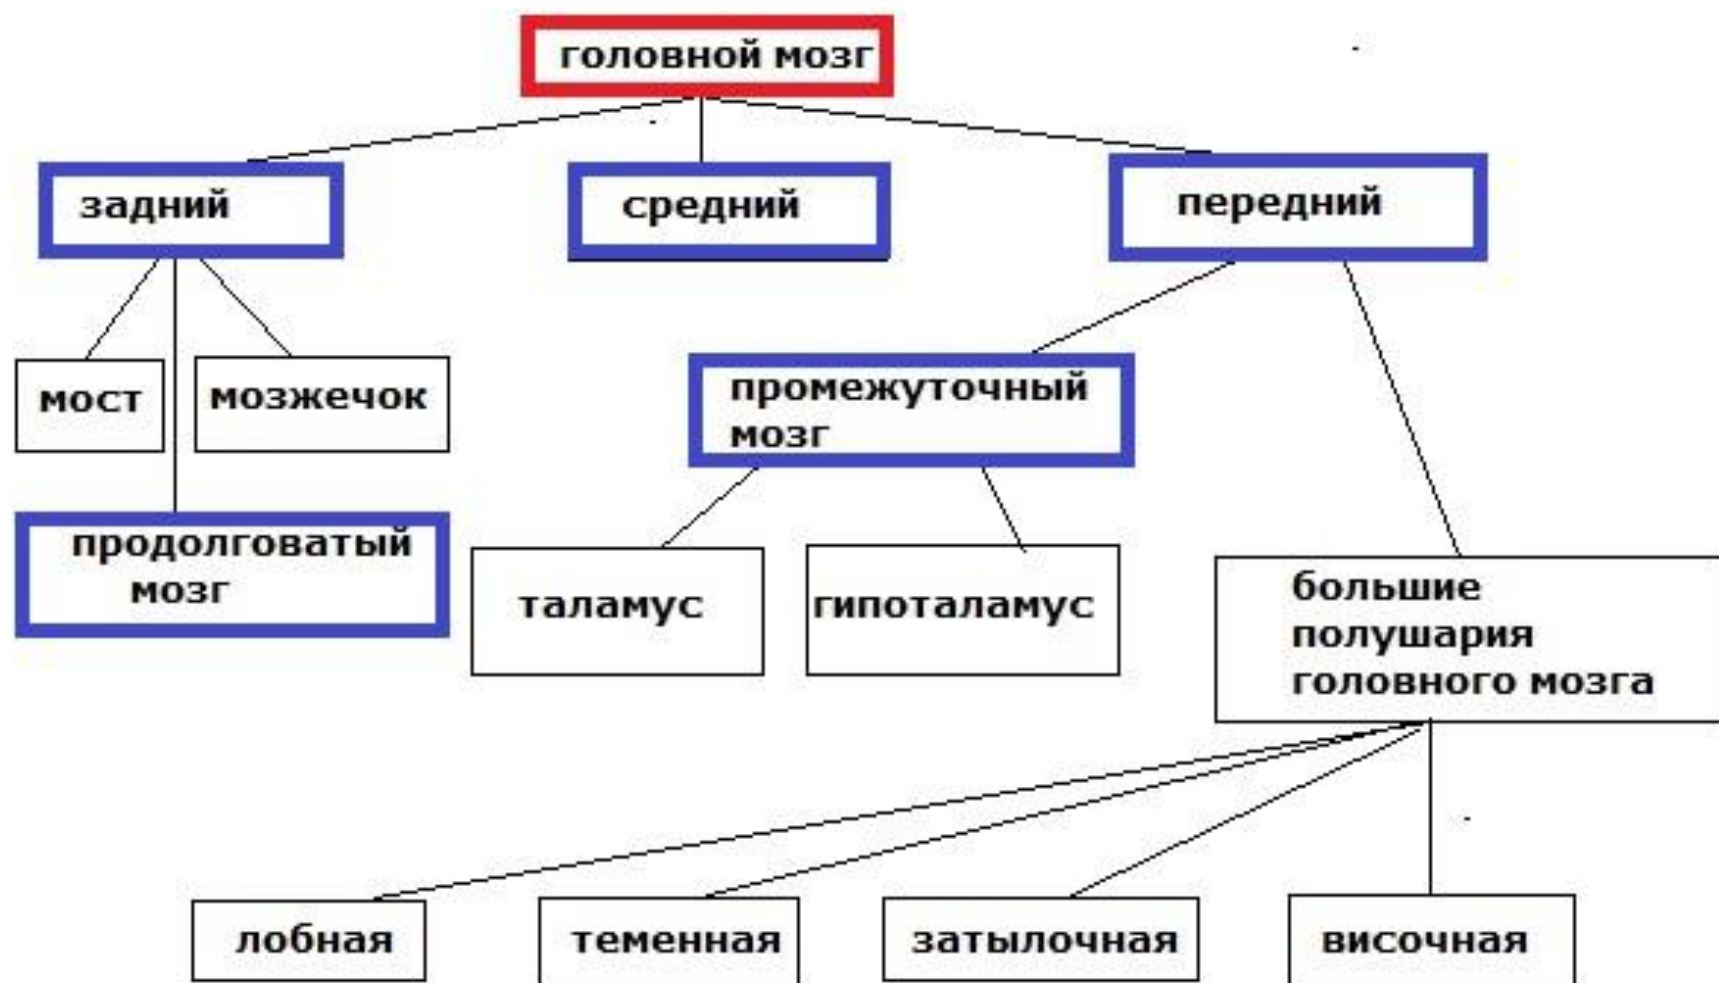 головной мозг
задний
средний
передний
мост
мозжечок
промежуточный
мозг
продолговатый
мозг
таламус
гипоталамус
большие
полушария
головного мозга
лобная
теменная
затылочная
височная